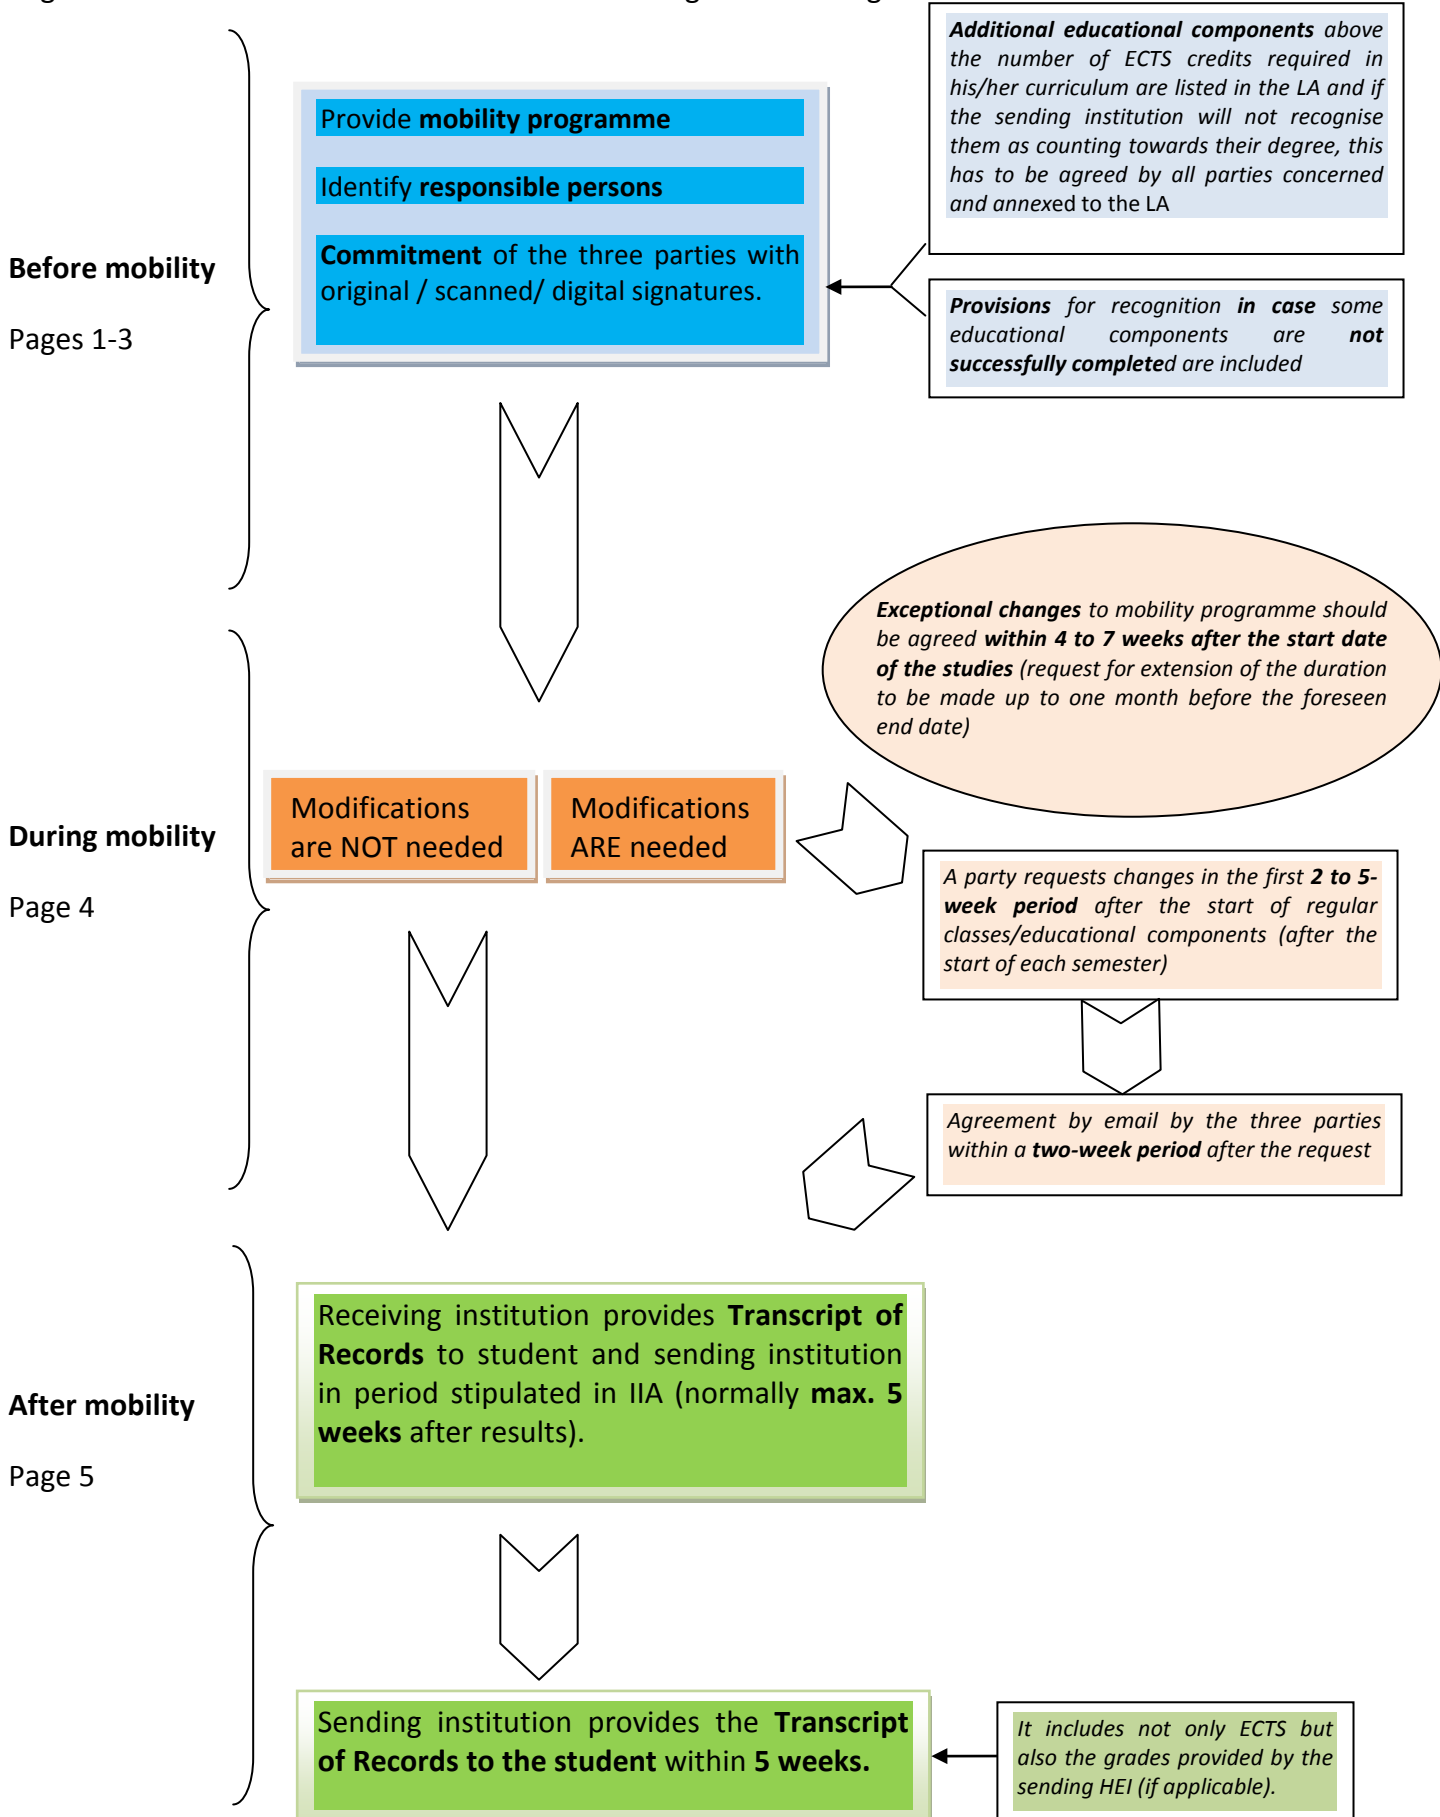 Additional educational components above
the number of ECTS credits required in
his/her curriculum are listed in the LA and if
the sending institution will not recognise
them as counting towards their degree, this
has to be agreed by all parties concerned
and annexed to the LA
Provide mobility programme
Identify responsible persons
Commitment of the three parties with
original / scanned/ digital signatures.
Before mobility
Pages 1-3
Provisions for recognition in case some
educational components are not
successfully completed are included
Exceptional changes to mobility programme should
be agreed within 4 to 7 weeks after the start date
of the studies (request for extension of the duration
to be made up to one month before the foreseen
end date)
During mobility
Page 4
Modifications
are NOT needed
Modifications
ARE needed
A party requests changes in the first 2 to 5-
week period after the start of regular
classes/educational components (after the
start of each semester)
Agreement by email by the three parties
within a two-week period after the request
After mobility
Page 5
Receiving institution provides Transcript of
Records to student and sending institution
in period stipulated in IIA (normally max. 5
weeks after results).
Sending institution provides the Transcript
of Records to the student within 5 weeks.
It includes not only ECTS but
also the grades provided by the
sending HEI (if applicable).